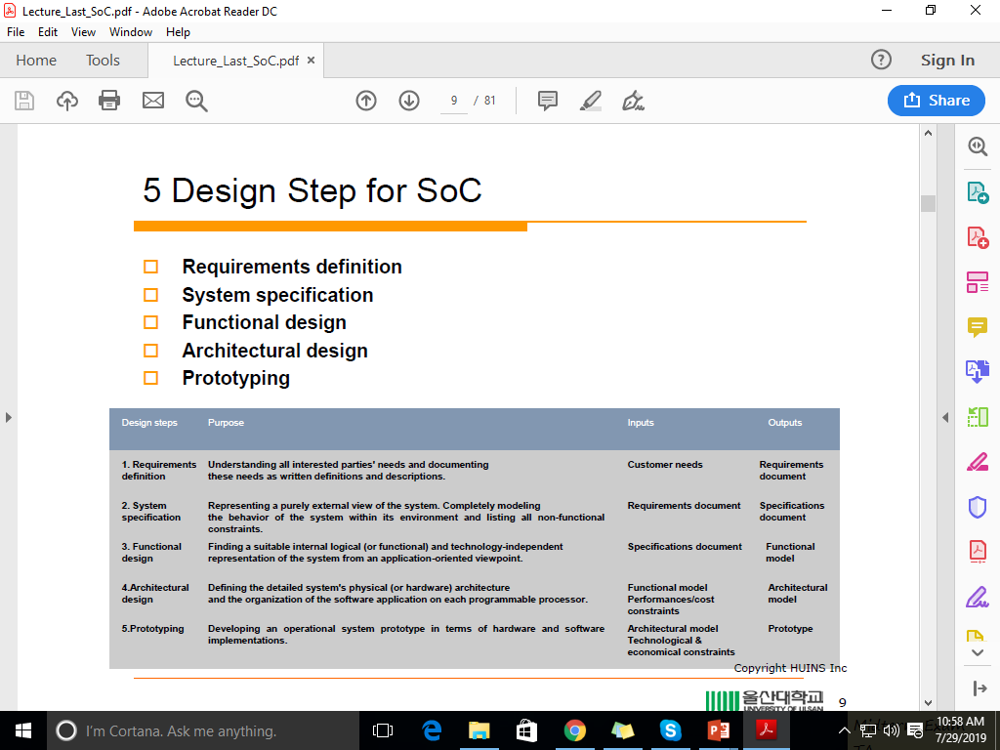 Lecture_Last_SoC.pdf - Adobe Acrobat Reader DC
File Edit View Window Help
Home Tools Lecture_Last_SoC.pdf × Sign In
9 / 81 Share
5 Design Step for SoC
Requirements definition
System specification
Functional design
Architectural design
Prototyping
Design steps Purpose Inputs Outputs
1. Requirements Understanding all interested parties' needs and documenting Customer needs Requirements
definition these needs as written definitions and descriptions. document
2. System Representing a purely external view of the system. Completely modeling Requirements document Specifications
specification the behavior of the system within its environment and listing all non-functional document
constraints.
3. Functional Finding a suitable internal logical (or functional) and technology-independent Specifications document Functional
design representation of the system from an application-oriented viewpoint. model
4.Architectural Defining the detailed system's physical (or hardware) architecture Functional model Architectural
design and the organization of the software application on each programmable processor. Performances/cost model
constraints
5.Prototyping Developing an operational system prototype in terms of hardware and software Architectural model Prototype
implementations. Technological &
economical constraints
Copyright HUINS Inc
울산대학교
UNIVERSITY OF ULSAN
9
I'm Cortana. Ask me anything.
10:58 AM
7/29/2019